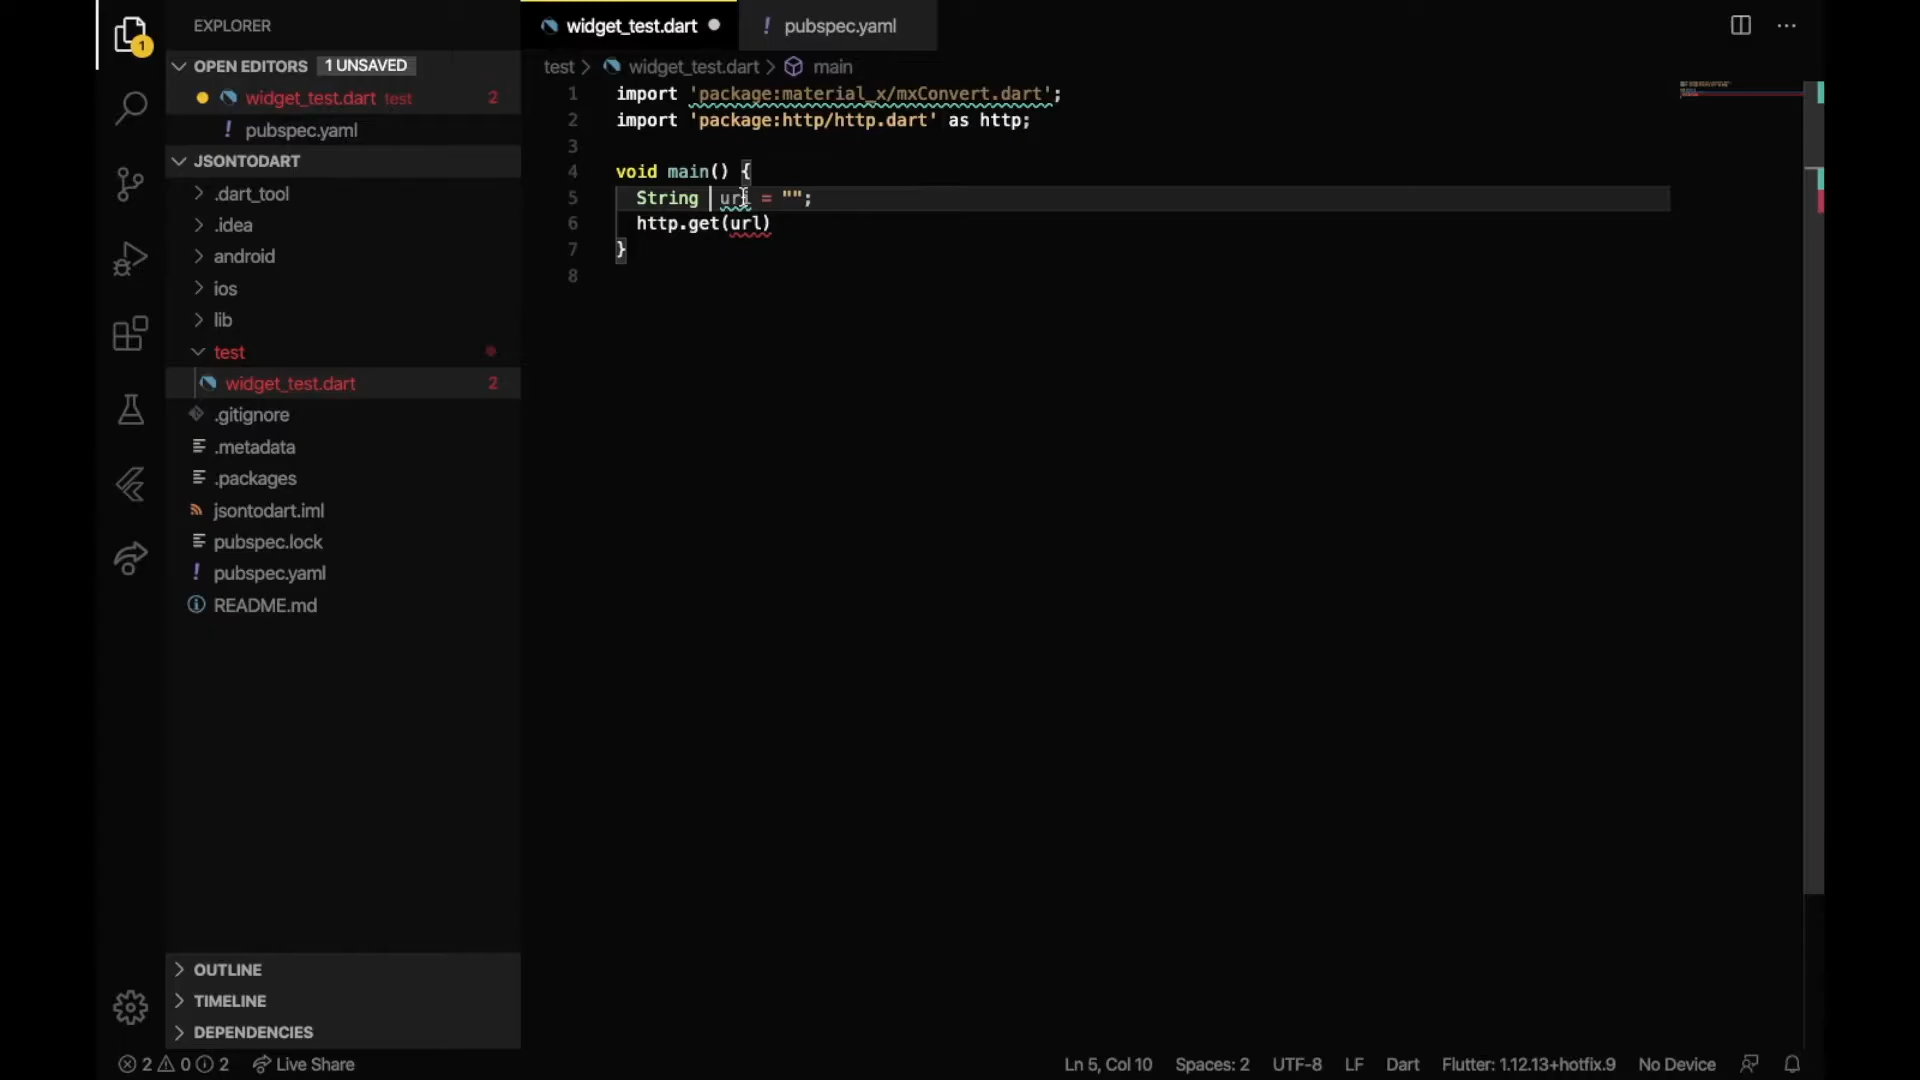 1
EXPLORER
OPEN EDITORS 1 UNSAVED
widget_test.dart test 2
! pubspec.yaml
JSONTODART
.dart_tool
.idea
android
ios
lib
test
widget_test.dart 2
.gitignore
.metadata
.packages
jsontodart.iml
pubspec.lock
! pubspec.yaml
README.md
OUTLINE
TIMELINE
DEPENDENCIES
widget_test.dart
! pubspec.yaml
test > widget_test.dart > main
1 import 'package:material_x/mxConvert.dart';
2 import 'package:http/http.dart' as http;
3
4 void main() {
5 String url = "";
6 http.get(url)
7 }
8
2 0 2 Live Share
Ln 5, Col 10 Spaces: 2 UTF-8 LF Dart Flutter: 1.12.13+hotfix.9 No Device